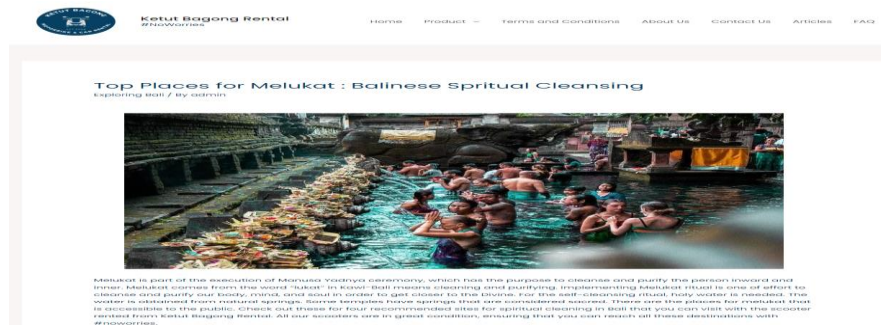 KETUT BAGONG
Ketut Bagong Rental
#NoWorries
Home Product Terms and Conditions About Us Contact Us Articles FAQ
Top Places for Melukat : Balinese Spritual Cleansing
Exploring Bali / By admin
Melukat is part of the execution of Manusa Yadnya ceremony, which has the purpose to cleanse and purify the person inward and
inner. Melukat comes from the word "lukat" in Kawi-Bali means cleaning and purifying. Implementing Melukat ritual is one of effort to
cleanse and purify our body, mind, and soul in order to get closer to the Divine. For the self-cleansing ritual, holy water is needed. The
water is obtained from natural springs. Some temples have springs that are considered sacred. There are the places for melukat that
is accessible to the public. Check out these for four recommended sites for spiritual cleaning in Bali that you can visit with the scooter
rented from Ketut Bagong Rental. All our scooters are in great condition, ensuring that you can reach all these destinations with
#noworries.